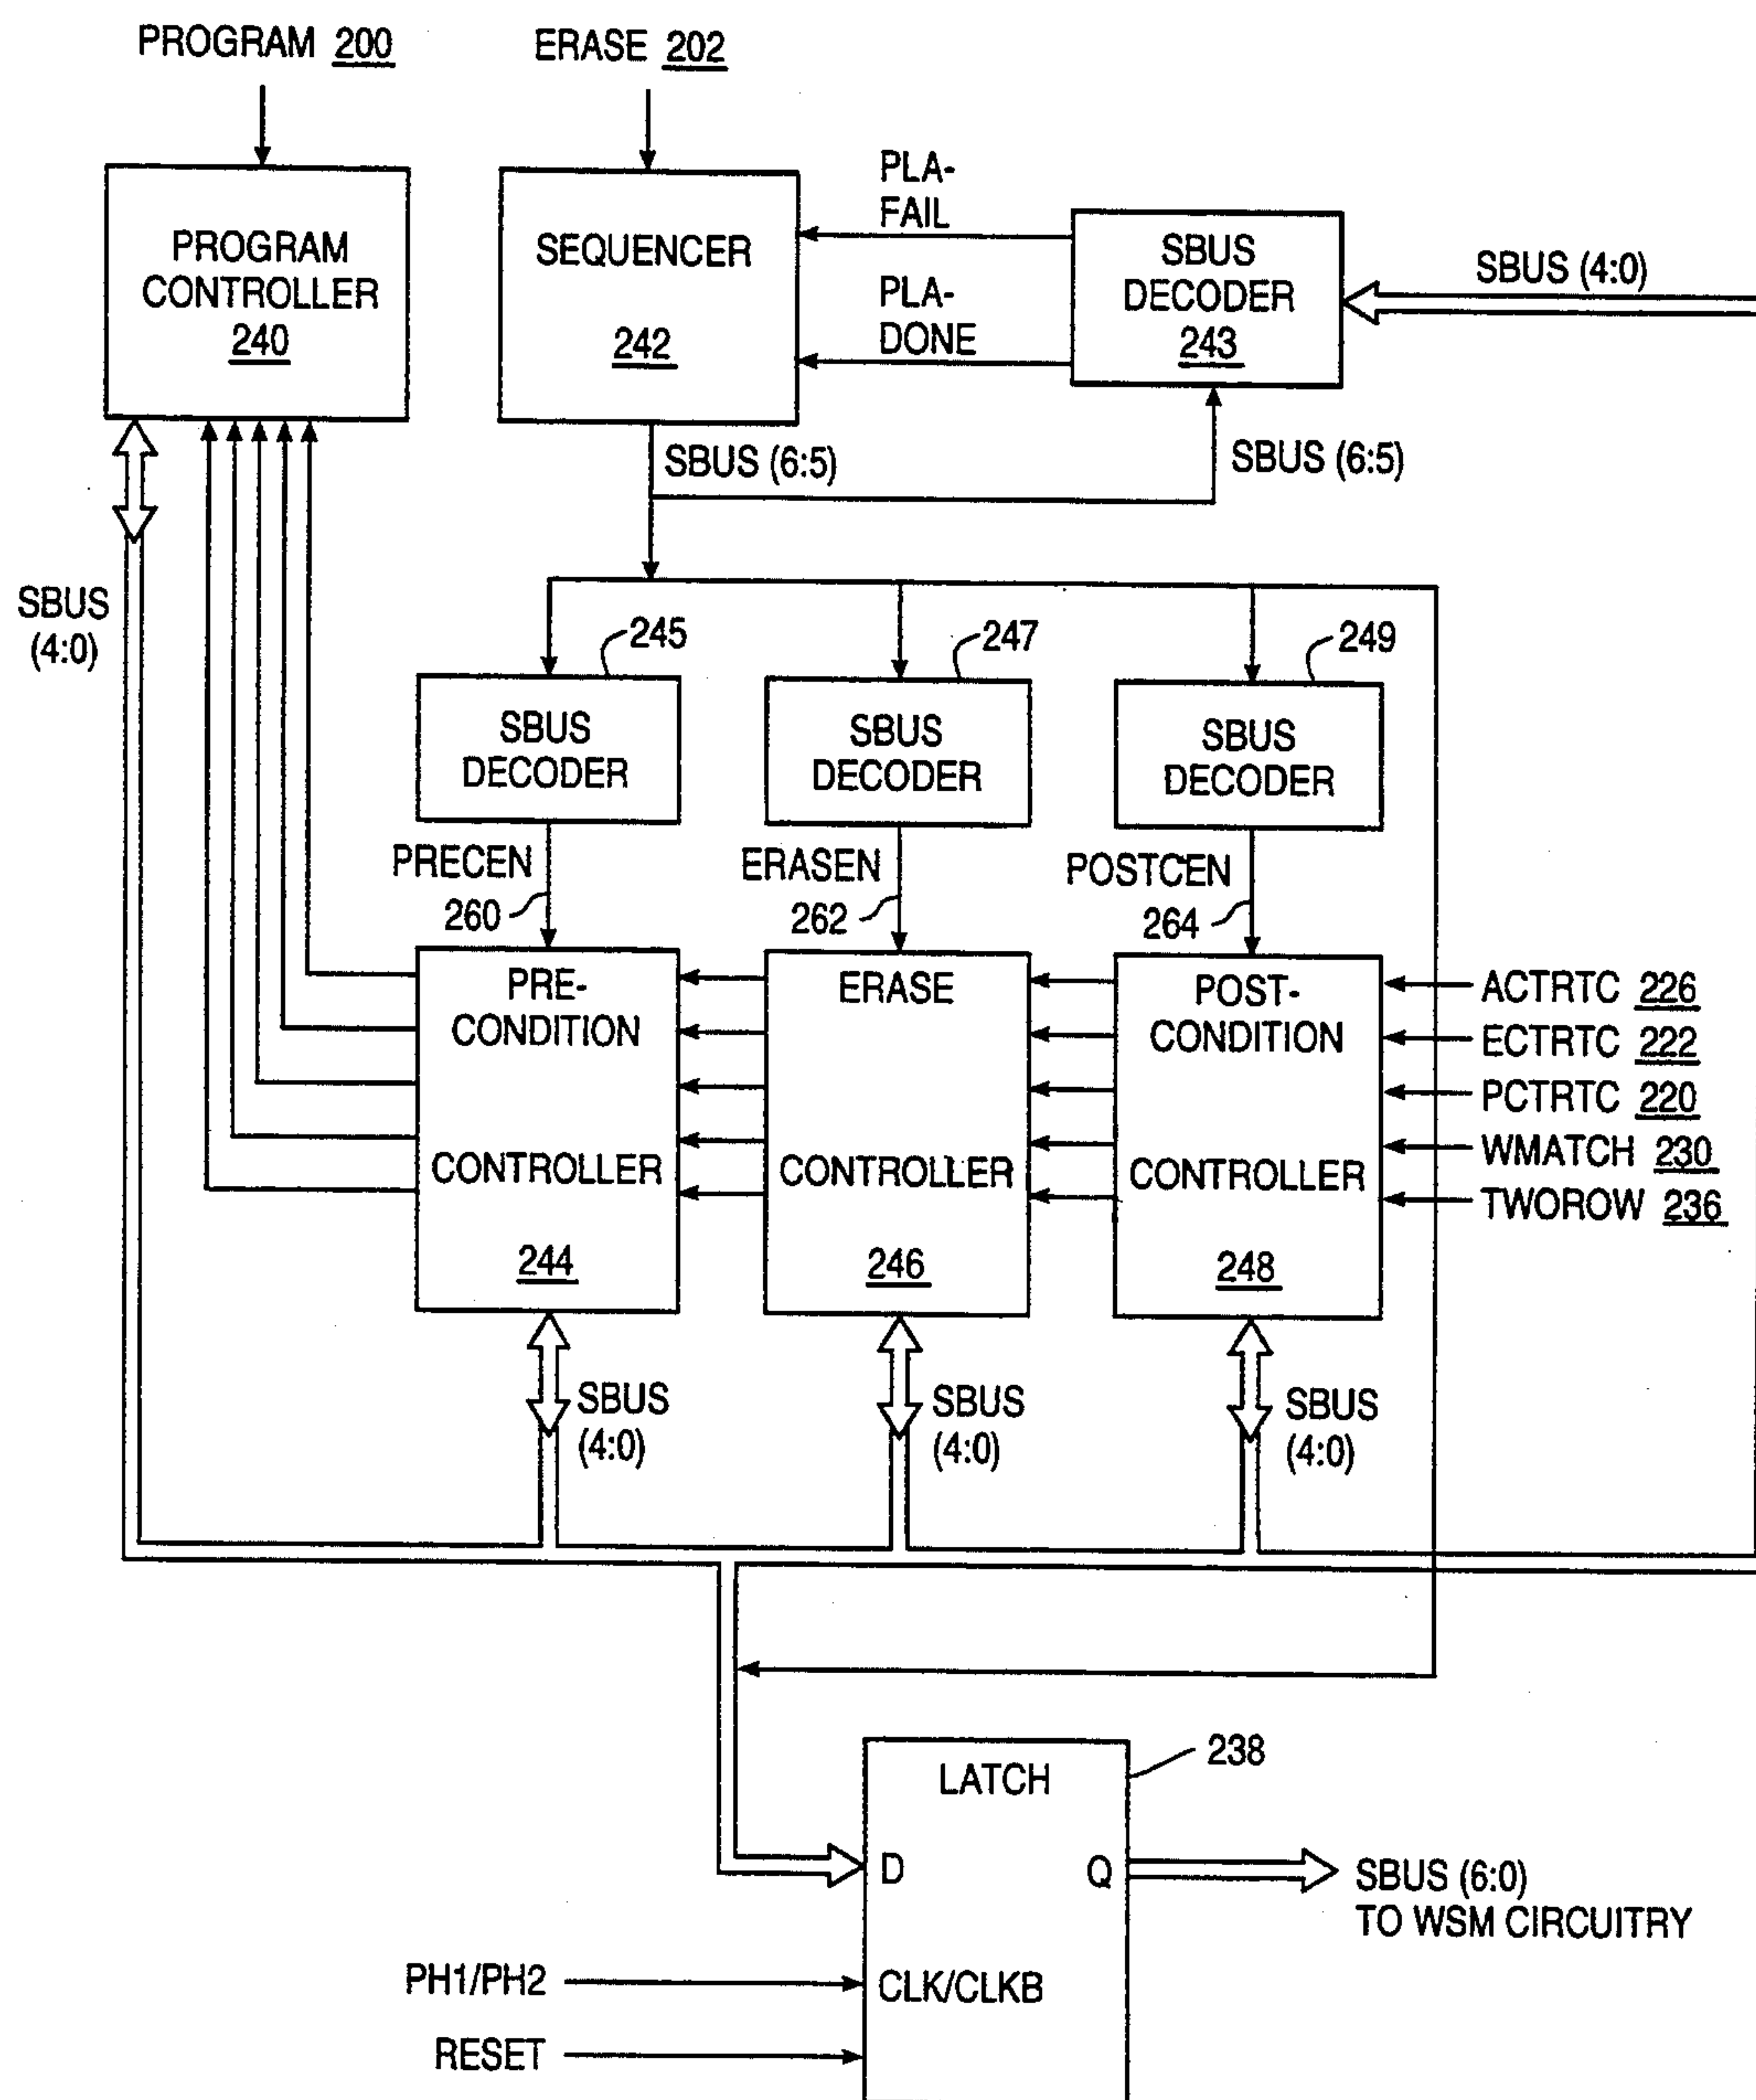 PROGRAM 200
ERASE 202
PROGRAM
CONTROLLER
240
SEQUENCER
242
PLA-
FAIL
PLA-
DONE
SBUS
DECODER
243
SBUS (4:0)
SBUS (6:5)
SBUS (6:5)
SBUS
(4:0)
245
SBUS
DECODER
247
SBUS
DECODER
249
SBUS
DECODER
PRECEN
260
ERASEN
262
POSTCEN
264
PRE-
CONDITION
CONTROLLER
244
ERASE
CONTROLLER
246
POST-
CONDITION
CONTROLLER
248
ACTRTC 226
ECTRTC 222
PCTRTC 220
WMATCH 230
TWOROW 236
SBUS
(4:0)
SBUS
(4:0)
SBUS
(4:0)
238
LATCH
D
Q
SBUS (6:0)
TO WSM CIRCUITRY
PH1/PH2
CLK/CLKB
RESET